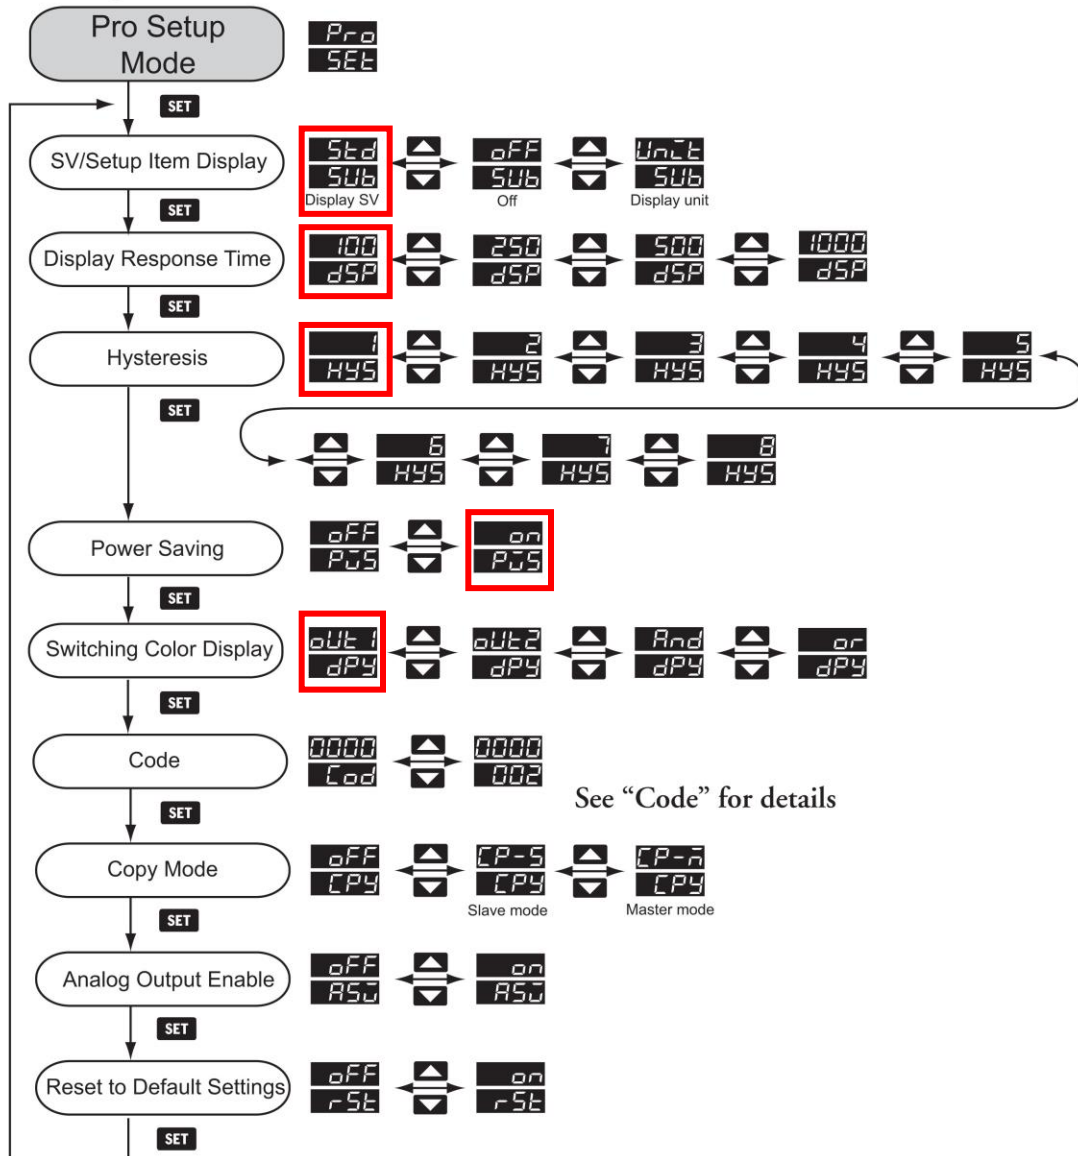 Pro Setup
Mode
Pro
SEt
SET
SV/Setup Item Display
Std
SUb
Display SV
oFF
SUb
Off
Unit
SUb
Display unit
SET
Display Response Time
100
dSP
250
dSP
500
dSP
1000
dSP
SET
Hysteresis
1
HYS
2
HYS
3
HYS
4
HYS
5
HYS
SET
6
HYS
7
HYS
8
HYS
Power Saving
oFF
PWS
on
PWS
SET
Switching Color Display
oUt1
dPY
oUt2
dPY
And
dPY
or
dPY
SET
Code
0000
Cod
0000
002
See “Code” for details
SET
Copy Mode
oFF
CPY
CP-S
CPY
Slave mode
CP-M
CPY
Master mode
SET
Analog Output Enable
oFF
ASW
on
ASW
SET
Reset to Default Settings
oFF
rSt
on
rSt
SET